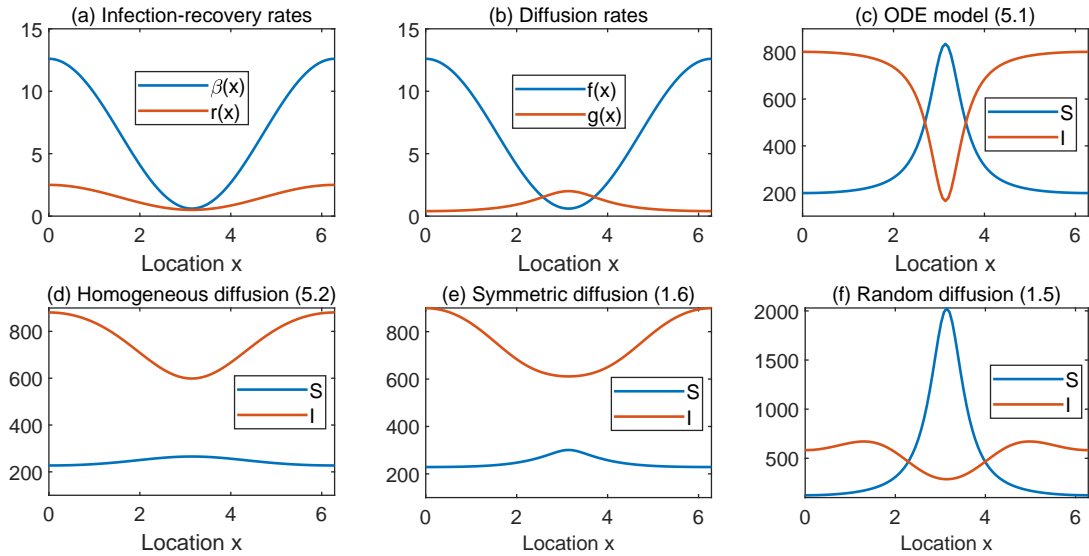 (a) Infection-recovery rates
15
10
5
0
β(x)
r(x)
0 2 4 6
Location x
(b) Diffusion rates
15
10
5
0
f(x)
g(x)
0 2 4 6
Location x
(c) ODE model (5.1)
800
600
400
200
S
I
0 2 4 6
Location x
(d) Homogeneous diffusion (5.2)
800
600
400
200
S
I
0 2 4 6
Location x
(e) Symmetric diffusion (1.6)
800
600
400
200
S
I
0 2 4 6
Location x
(f) Random diffusion (1.5)
2000
1500
1000
500
S
I
0 2 4 6
Location x